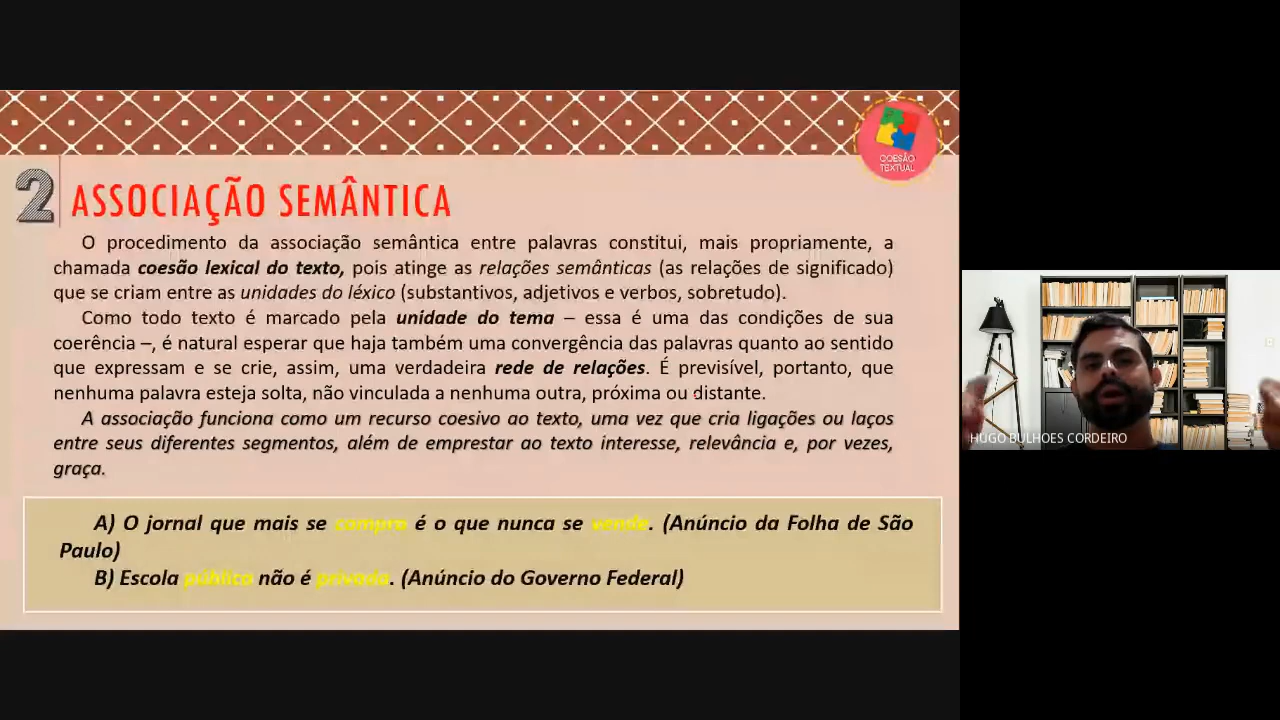 COESÃO
TEXTUAL
2 ASSOCIAÇÃO SEMÂNTICA
O procedimento da associação semântica entre palavras constitui, mais propriamente, a
chamada coesão lexical do texto, pois atinge as relações semânticas (as relações de significado)
que se criam entre as unidades do léxico (substantivos, adjetivos e verbos, sobretudo).
Como todo texto é marcado pela unidade do tema – essa é uma das condições de sua
coerência –, é natural esperar que haja também uma convergência das palavras quanto ao sentido
que expressam e se crie, assim, uma verdadeira rede de relações. É previsível, portanto, que
nenhuma palavra esteja solta, não vinculada a nenhuma outra, próxima ou distante.
A associação funciona como um recurso coesivo ao texto, uma vez que cria ligações ou laços
entre seus diferentes segmentos, além de emprestar ao texto interesse, relevância e, por vezes,
graça.
A) O jornal que mais se compra é o que nunca se vende. (Anúncio da Folha de São
Paulo)
B) Escola pública não é privada. (Anúncio do Governo Federal)
HUGO BULHOES CORDEIRO